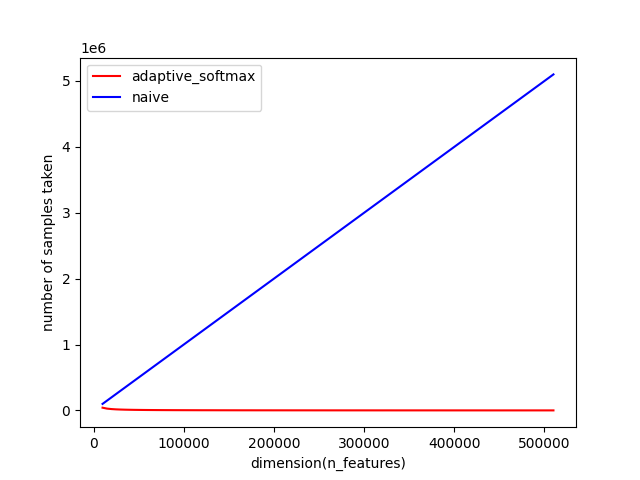 1e6
adaptive_softmax
naive
5
4
3
2
1
0
number of samples taken
0 100000 200000 300000 400000 500000
dimension(n_features)